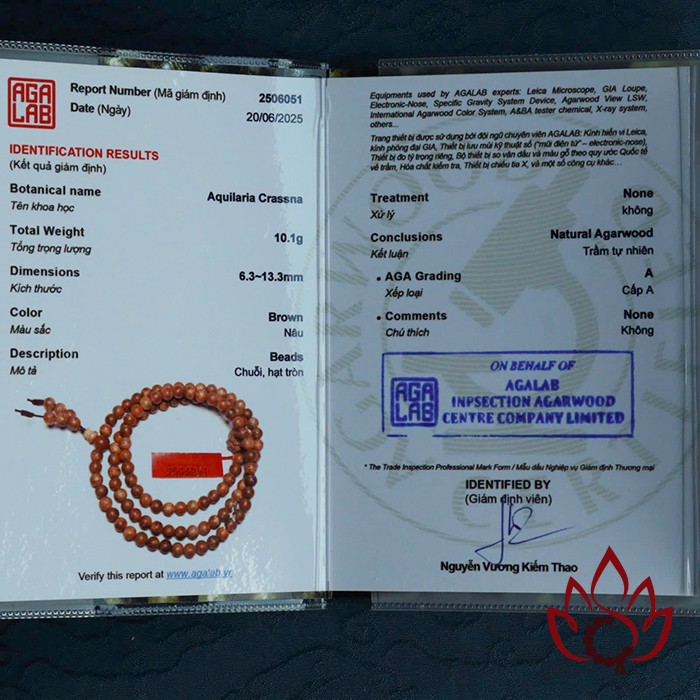 AGA
LAB
Report Number (Mã giám định) 2506051
Date (Ngày) 20/06/2025
IDENTIFICATION RESULTS
(Kết quả giám định)
Botanical name Aquilaria Crassna
Tên khoa học
Total Weight 10.1g
Tổng trọng lượng
Dimensions 6.3~13.3mm
Kích thước
Color Brown
Màu sắc Nâu
Description Beads
Mô tả Chuỗi, hạt tròn
Verify this report at www.agalab.vn
Equipments used by AGALAB experts: Leica Microscope, GIA Loupe,
Electronic-Nose, Specific Gravity System Device, Agarwood View LSW,
International Agarwood Color System, A&BA tester chemical, X-ray system,
others...
Trang thiết bị được sử dụng bởi đội ngũ chuyên viên AGALAB: Kính hiển vi Leica,
kính phóng đại GIA, Thiết bị lưu mùi kỹ thuật số ("mũi điện tử" – electronic-nose),
Thiết bị đo tỷ trọng riêng, Bộ thiết bị so vân dầu và màu gỗ theo quy ước Quốc tế
về trầm, Hóa chất kiểm tra, Thiết bị chiếu tia X, và một số công cụ khác…
Treatment None
Xử lý không
Conclusions Natural Agarwood
Kết luận Trầm tự nhiên
• AGA Grading A
Xếp loại Cấp A
• Comments None
Chú thích Không
ON BEHALF OF
AGA
LAB
AGALAB
INPSECTION AGARWOOD
CENTRE COMPANY LIMITED
* The Trade Inspection Professional Mark Form / Mẫu dấu Nghiệp vụ Giám định Thương mại
IDENTIFIED BY
(Giám định viên)
Nguyễn Vương Kiếm Thao